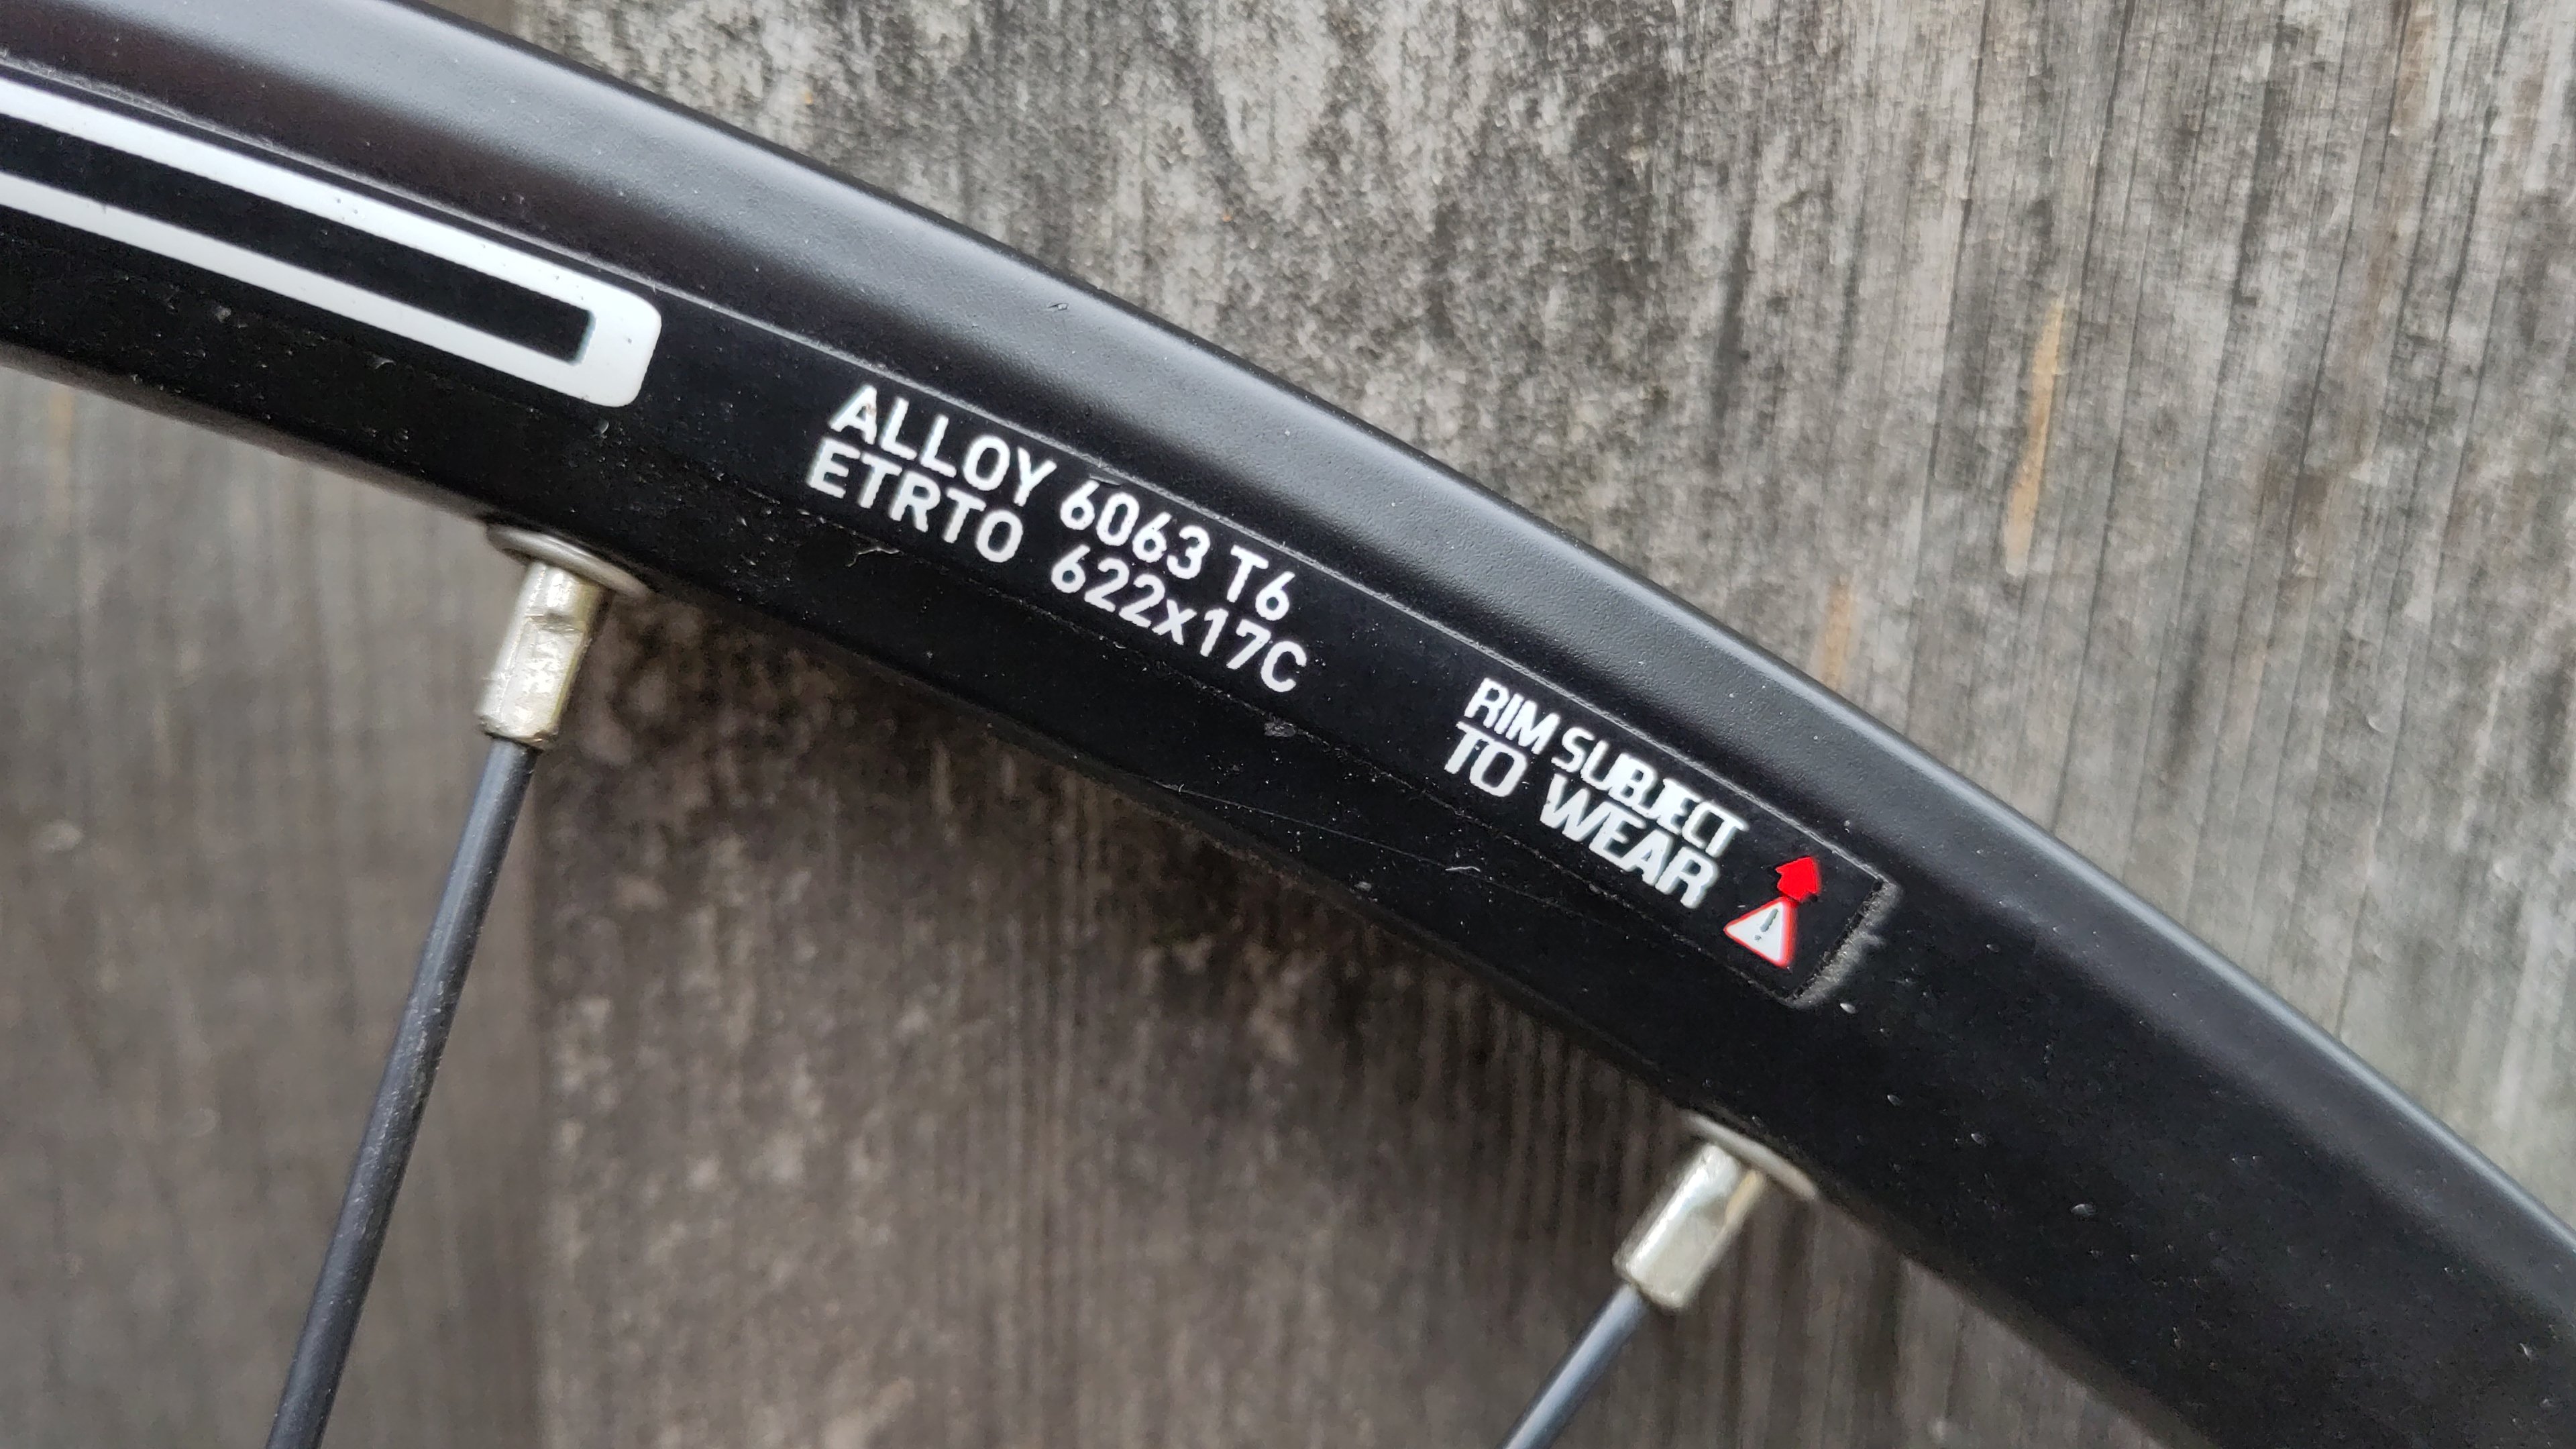 ALLOY 6063 T6
ETRTO 622x17C
RIM SUBJECT
TO WEAR